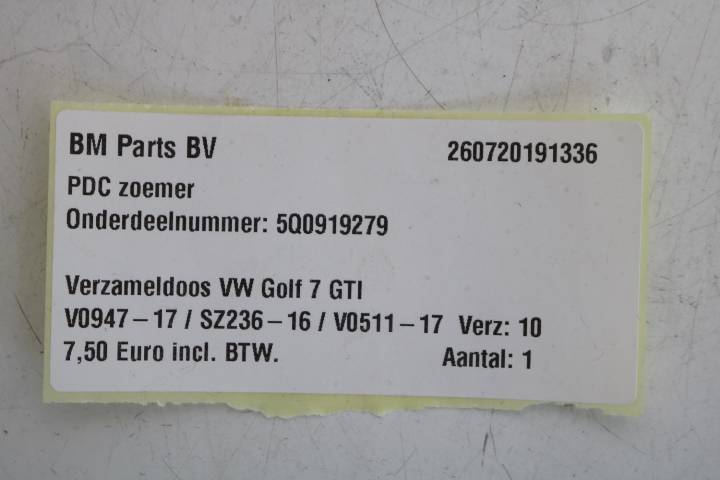 BM Parts BV 260720191336
PDC zoemer
Onderdeelnummer: 5Q0919279
Verzameldoos VW Golf 7 GTI
V0947-17 / SZ236-16 / V0511-17 Verz: 10
7,50 Euro incl. BTW. Aantal: 1